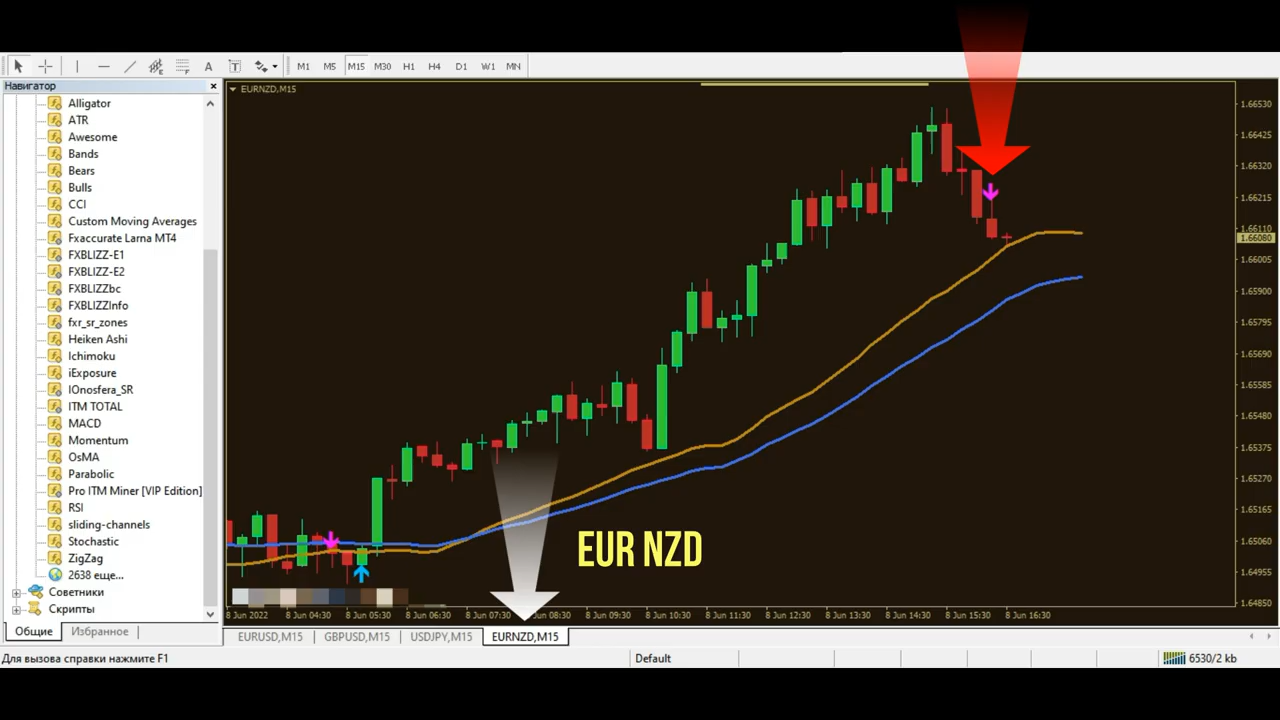 A T M1 M5 M15 M30 H1 H4 D1 W1 MN
Навигатор
Alligator
ATR
Awesome
Bands
Bears
Bulls
CCI
Custom Moving Averages
Fxaccurate Larna MT4
FXBLIZZ-E1
FXBLIZZ-E2
FXBLIZZbc
FXBLIZZInfo
fxr_sr_zones
Heiken Ashi
Ichimoku
iExposure
IOnosfera_SR
ITM TOTAL
MACD
Momentum
OsMA
Parabolic
Pro ITM Miner [VIP Edition]
RSI
sliding-channels
Stochastic
ZigZag
2638 еще...
Советники
Скрипты
Общие Избранное
EURNZD,M15
1.66530
1.66425
1.66320
1.66215
1.66110
1.66060
1.66005
1.65900
1.65795
1.65690
1.65585
1.65480
1.65375
1.65270
1.65165
1.65060
1.64955
1.64850
EUR NZD
8 Jun 2022 8 Jun 04:30 8 Jun 05:30 8 Jun 06:30 8 Jun 07:30 Jun 08:30 8 Jun 09:30 8 Jun 10:30 8 Jun 11:30 8 Jun 12:30 8 Jun 13:30 8 Jun 14:30 8 Jun 15:30 8 Jun 16:30
EURUSD,M15 GBPUSD,M15 USDJPY,M15 EURNZD,M15
Для вызова справки нажмите F1 Default 6530/2 kb